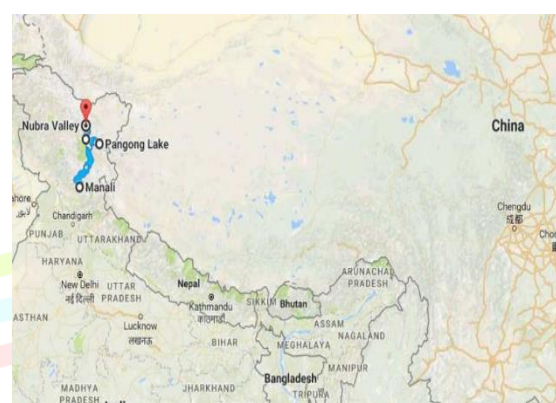 Nubra Valley
Pangong Lake
China
Manali
Chengdu
成都
Chandigarh
PUNJAB
UTTARAKHAND
HARYANA
New Delhi
नई दिल्ली
UTTAR
PRADESH
Nepal
Kathmandu
काठमाडौं
SIKKIM
Bhutan
ARUNACHAL
PRADESH
ASTHAN
Lucknow
लखनऊ
ASSAM
NAGALAND
BIHAR
MEGHALAYA
MANIPUR
Bangladesh
MADHYA
PRADESH
JHARKHAND
TRIPURA